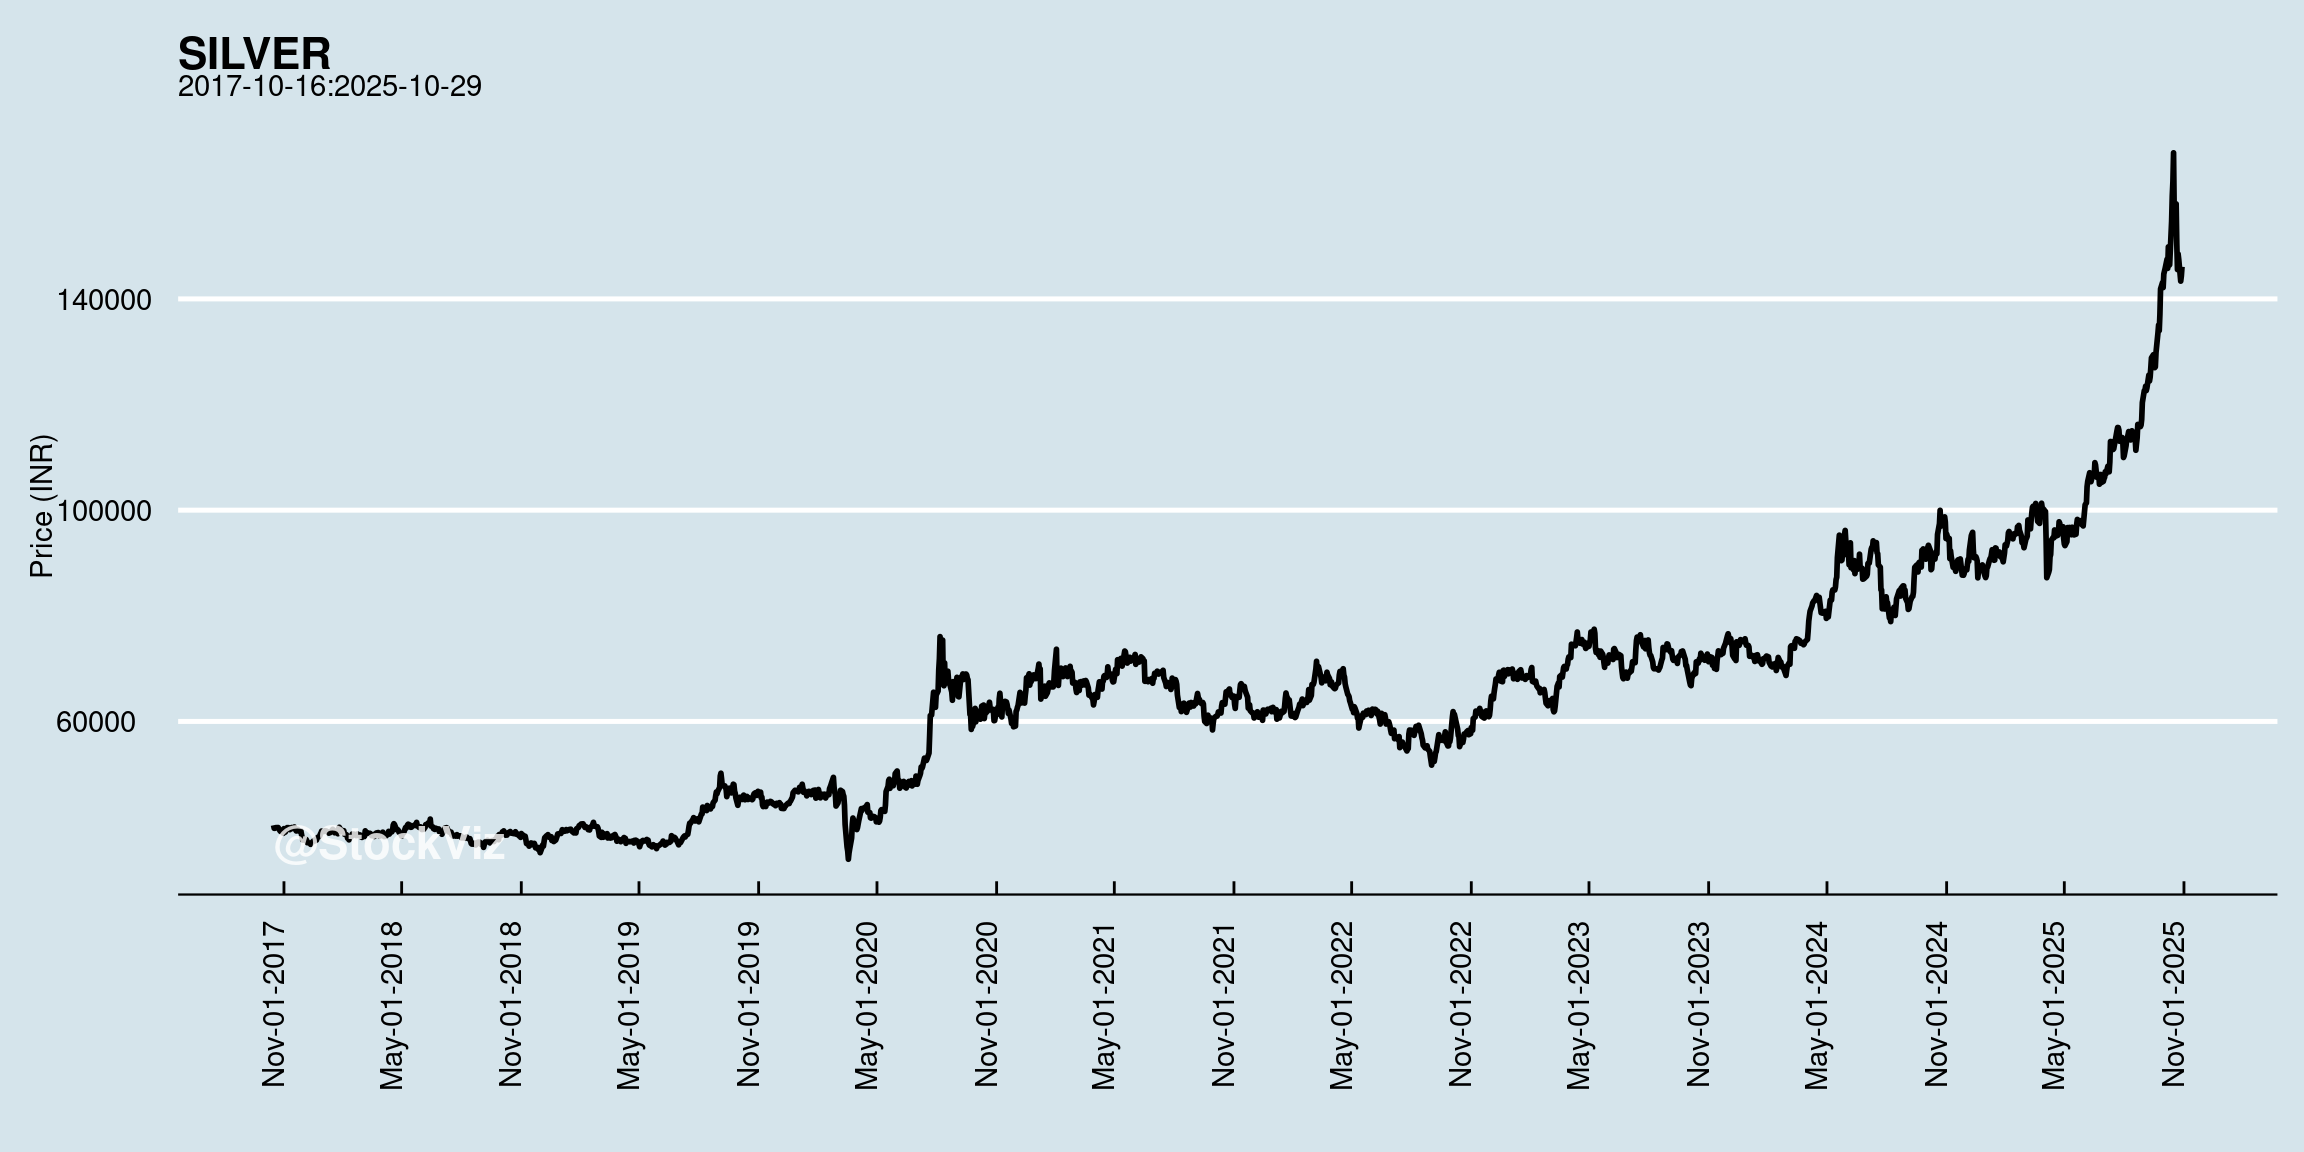 SILVER
2017-10-16:2025-10-29
Price (INR)
140000
100000
60000
@StockViz
Nov-01-2017
May-01-2018
Nov-01-2018
May-01-2019
Nov-01-2019
May-01-2020
Nov-01-2020
May-01-2021
Nov-01-2021
May-01-2022
Nov-01-2022
May-01-2023
Nov-01-2023
May-01-2024
Nov-01-2024
May-01-2025
Nov-01-2025